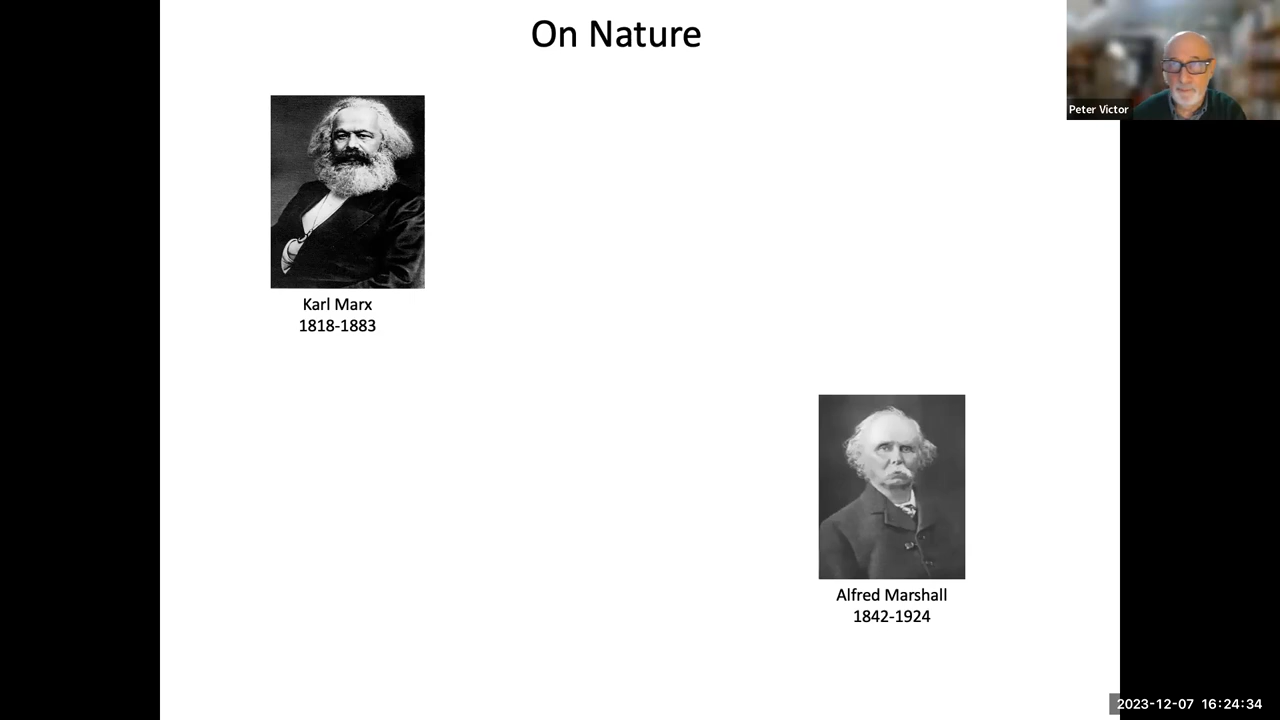 On Nature
Peter Victor
Karl Marx
1818-1883
Alfred Marshall
1842-1924
2023-12-07 16:24:34